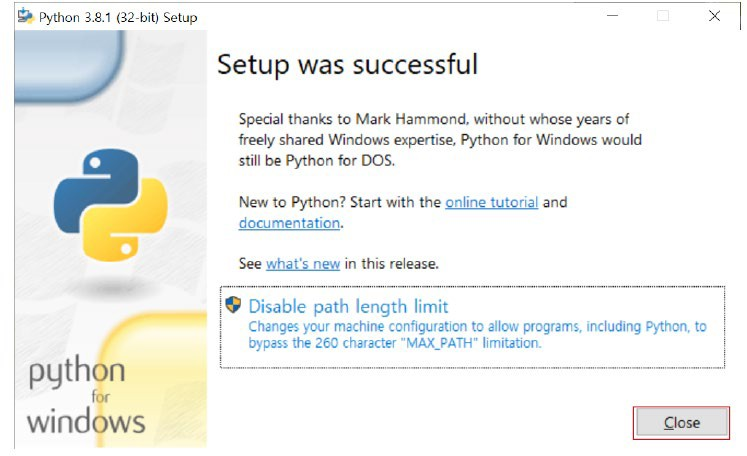 Python 3.8.1 (32-bit) Setup
Setup was successful
Special thanks to Mark Hammond, without whose years of
freely shared Windows expertise, Python for Windows would
still be Python for DOS.
New to Python? Start with the online tutorial and
documentation.
See what's new in this release.
Disable path length limit
Changes your machine configuration to allow programs, including Python, to
bypass the 260 character "MAX_PATH" limitation.
python
for
windows
Close